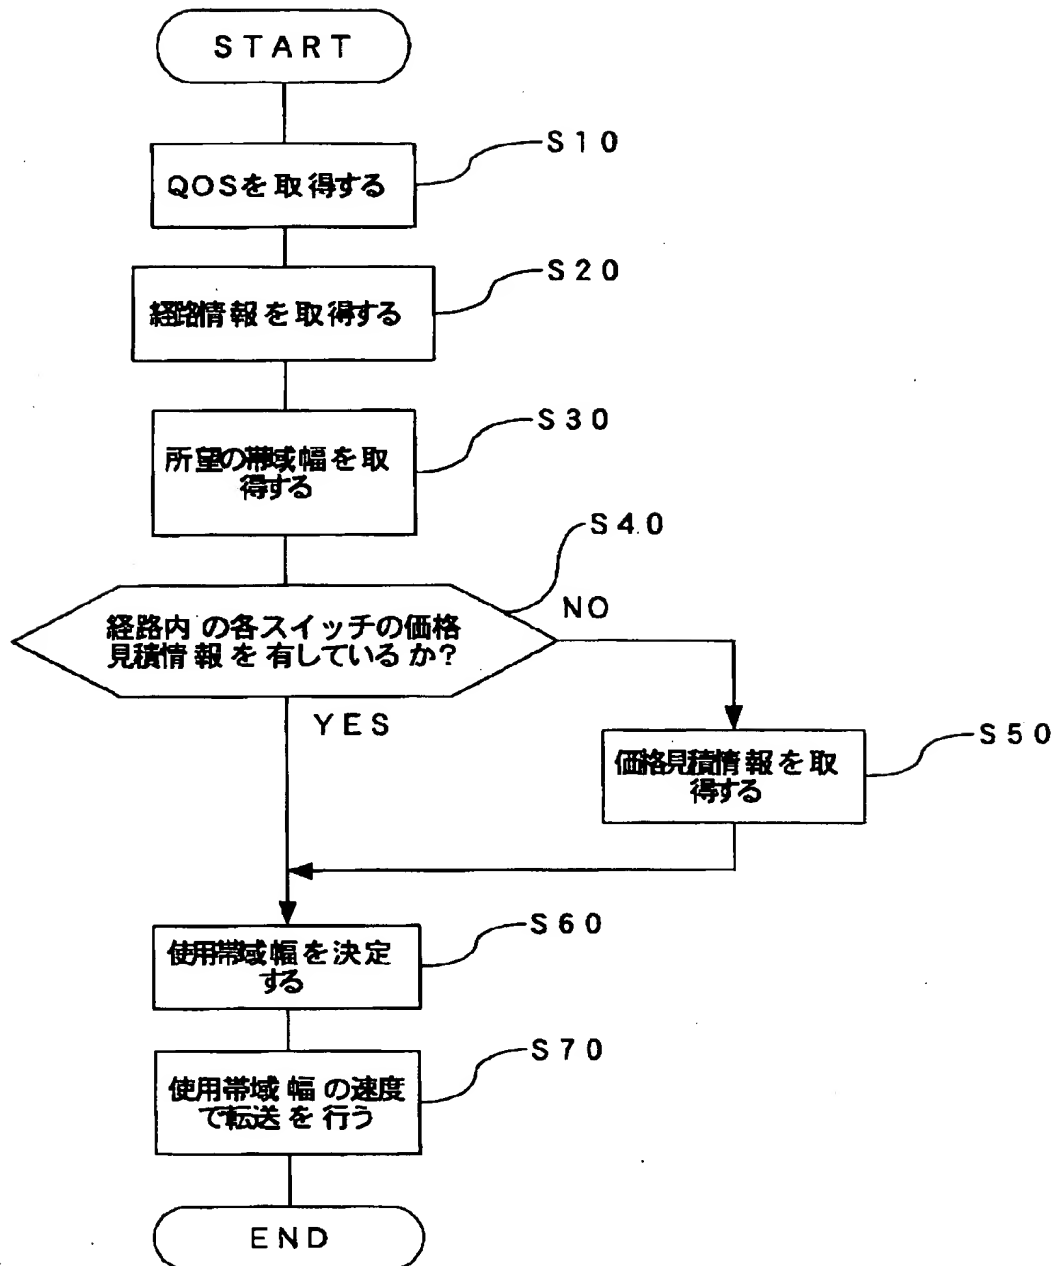 START
S10
QOSを取得する
S20
経路情報を取得する
S30
所望の帯域幅を取
得する
S40
経路内の各スイッチの価格
見積情報を有しているか?
NO
YES
S50
価格見積情報を取
得する
S60
使用帯域幅を決定
する
S70
使用帯域幅の速度
で転送を行う
END